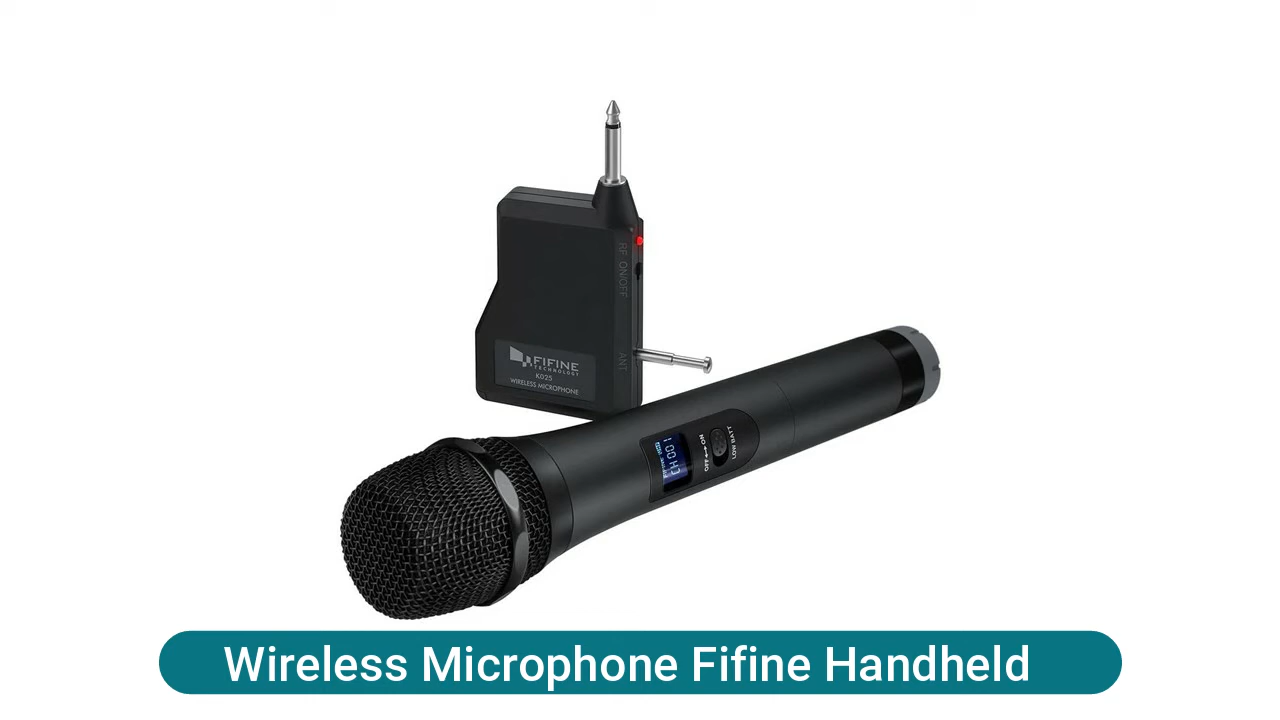 RF ON/OFF
ANT
FIFINE
TECHNOLOGY
K025
WIRELESS MICROPHONE
CH001
OFF ON
LOW BATT
Wireless Microphone Fifine Handheld